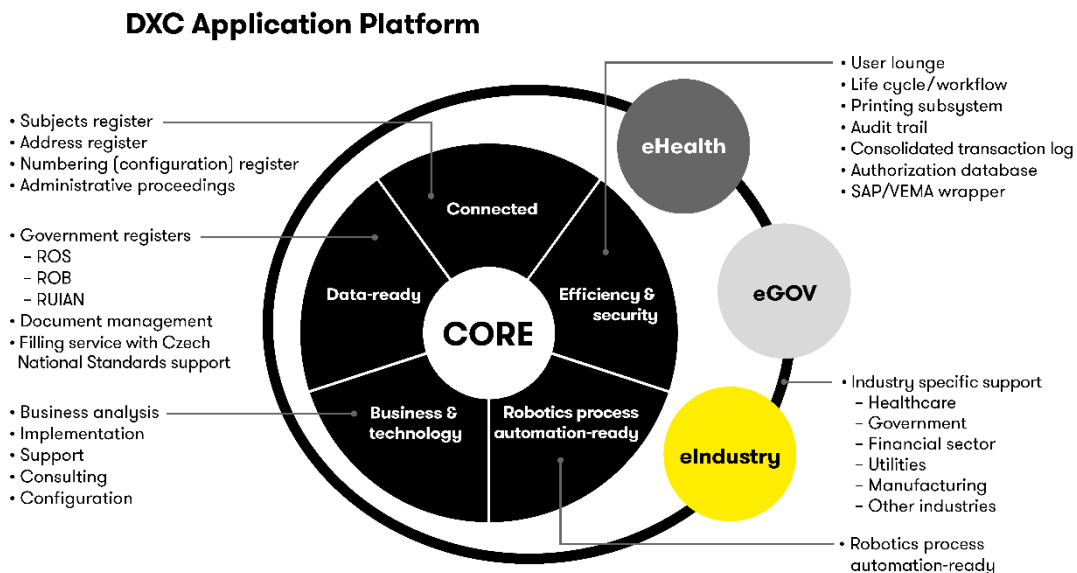 DXC Application Platform
• Subjects register
• Address register
• Numbering (configuration) register
• Administrative proceedings
• Government registers
– ROS
– ROB
– RUIAN
• Document management
• Filling service with Czech
National Standards support
• Business analysis
• Implementation
• Support
• Consulting
• Configuration
Connected
Data-ready
Efficiency &
security
CORE
Business &
technology
Robotics process
automation-ready
eHealth
eGOV
eIndustry
• User lounge
• Life cycle/workflow
• Printing subsystem
• Audit trail
• Consolidated transaction log
• Authorization database
• SAP/VEMA wrapper
• Industry specific support
– Healthcare
– Government
– Financial sector
– Utilities
– Manufacturing
– Other industries
• Robotics process
automation-ready